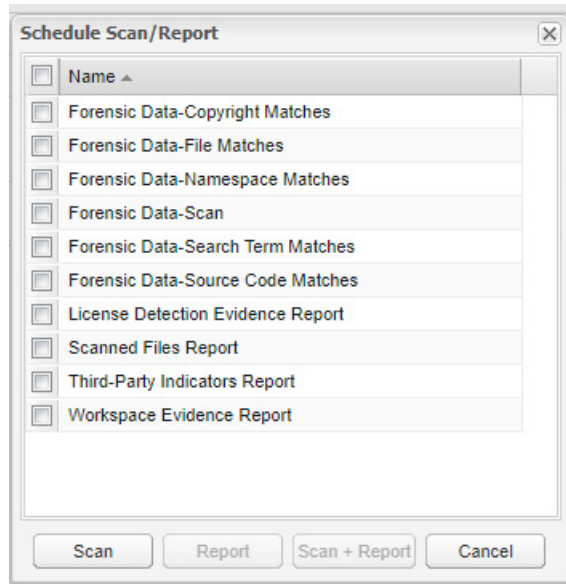 Schedule Scan/Report
Name
Forensic Data-Copyright Matches
Forensic Data-File Matches
Forensic Data-Namespace Matches
Forensic Data-Scan
Forensic Data-Search Term Matches
Forensic Data-Source Code Matches
License Detection Evidence Report
Scanned Files Report
Third-Party Indicators Report
Workspace Evidence Report
Scan Report Scan + Report Cancel